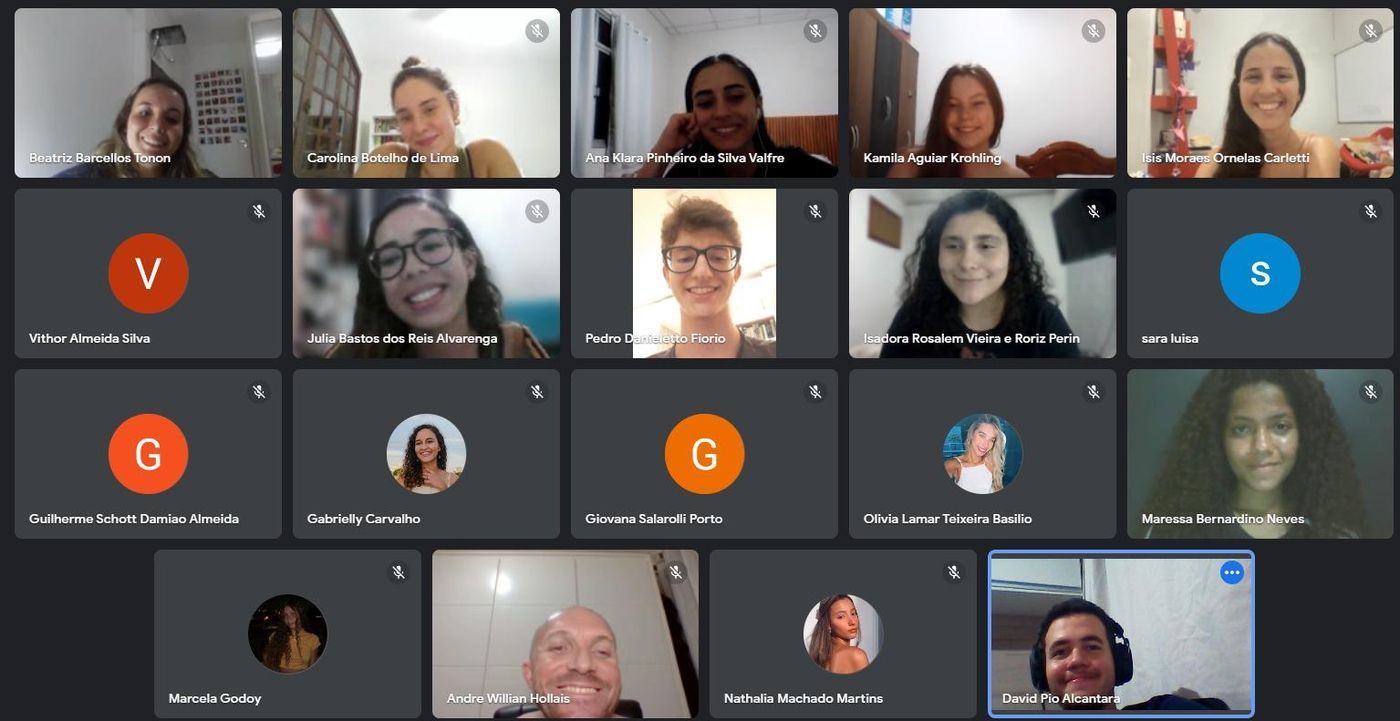 Beatriz Barcellos Tonon
Carolina Botelho de Lima
Ana Klara Pinheiro da Silva Valfre
Kamila Aguiar Krohling
Isis Moraes Ornelas Carletti
V
Vithor Almeida Silva
Julia Bastos dos Reis Alvarenga
Pedro Danieletto Fiorio
Isadora Rosalem Vieira e Roriz Perin
s
sara luisa
G
Guilherme Schott Damiao Almeida
Gabrielly Carvalho
G
Giovana Salarolli Porto
Olivia Lamar Teixeira Basilio
Maressa Bernardino Neves
Marcela Godoy
Andre Willian Hollais
Nathalia Machado Martins
David Pio Alcantara